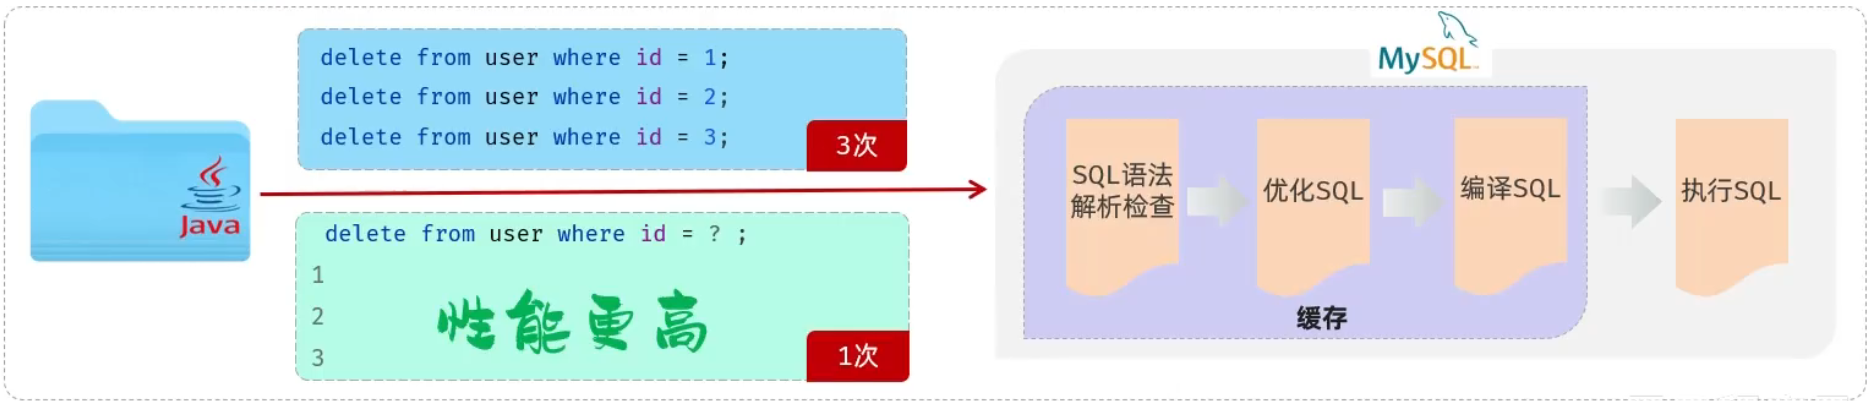 delete from user where id = 1;
delete from user where id = 2;
delete from user where id = 3;
3次
Java
delete from user where id = ? ;
1
2
3
性能更高
1次
MySQL
SQL语法
解析检查
优化SQL
编译SQL
执行SQL
缓存